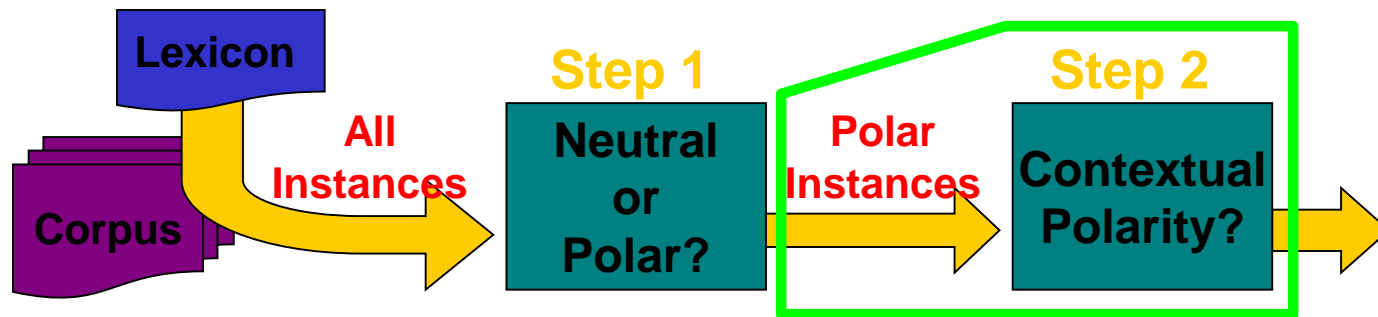 Lexicon
Corpus
All
Instances
Step 1
Neutral
or
Polar?
Polar
Instances
Step 2
Contextual
Polarity?